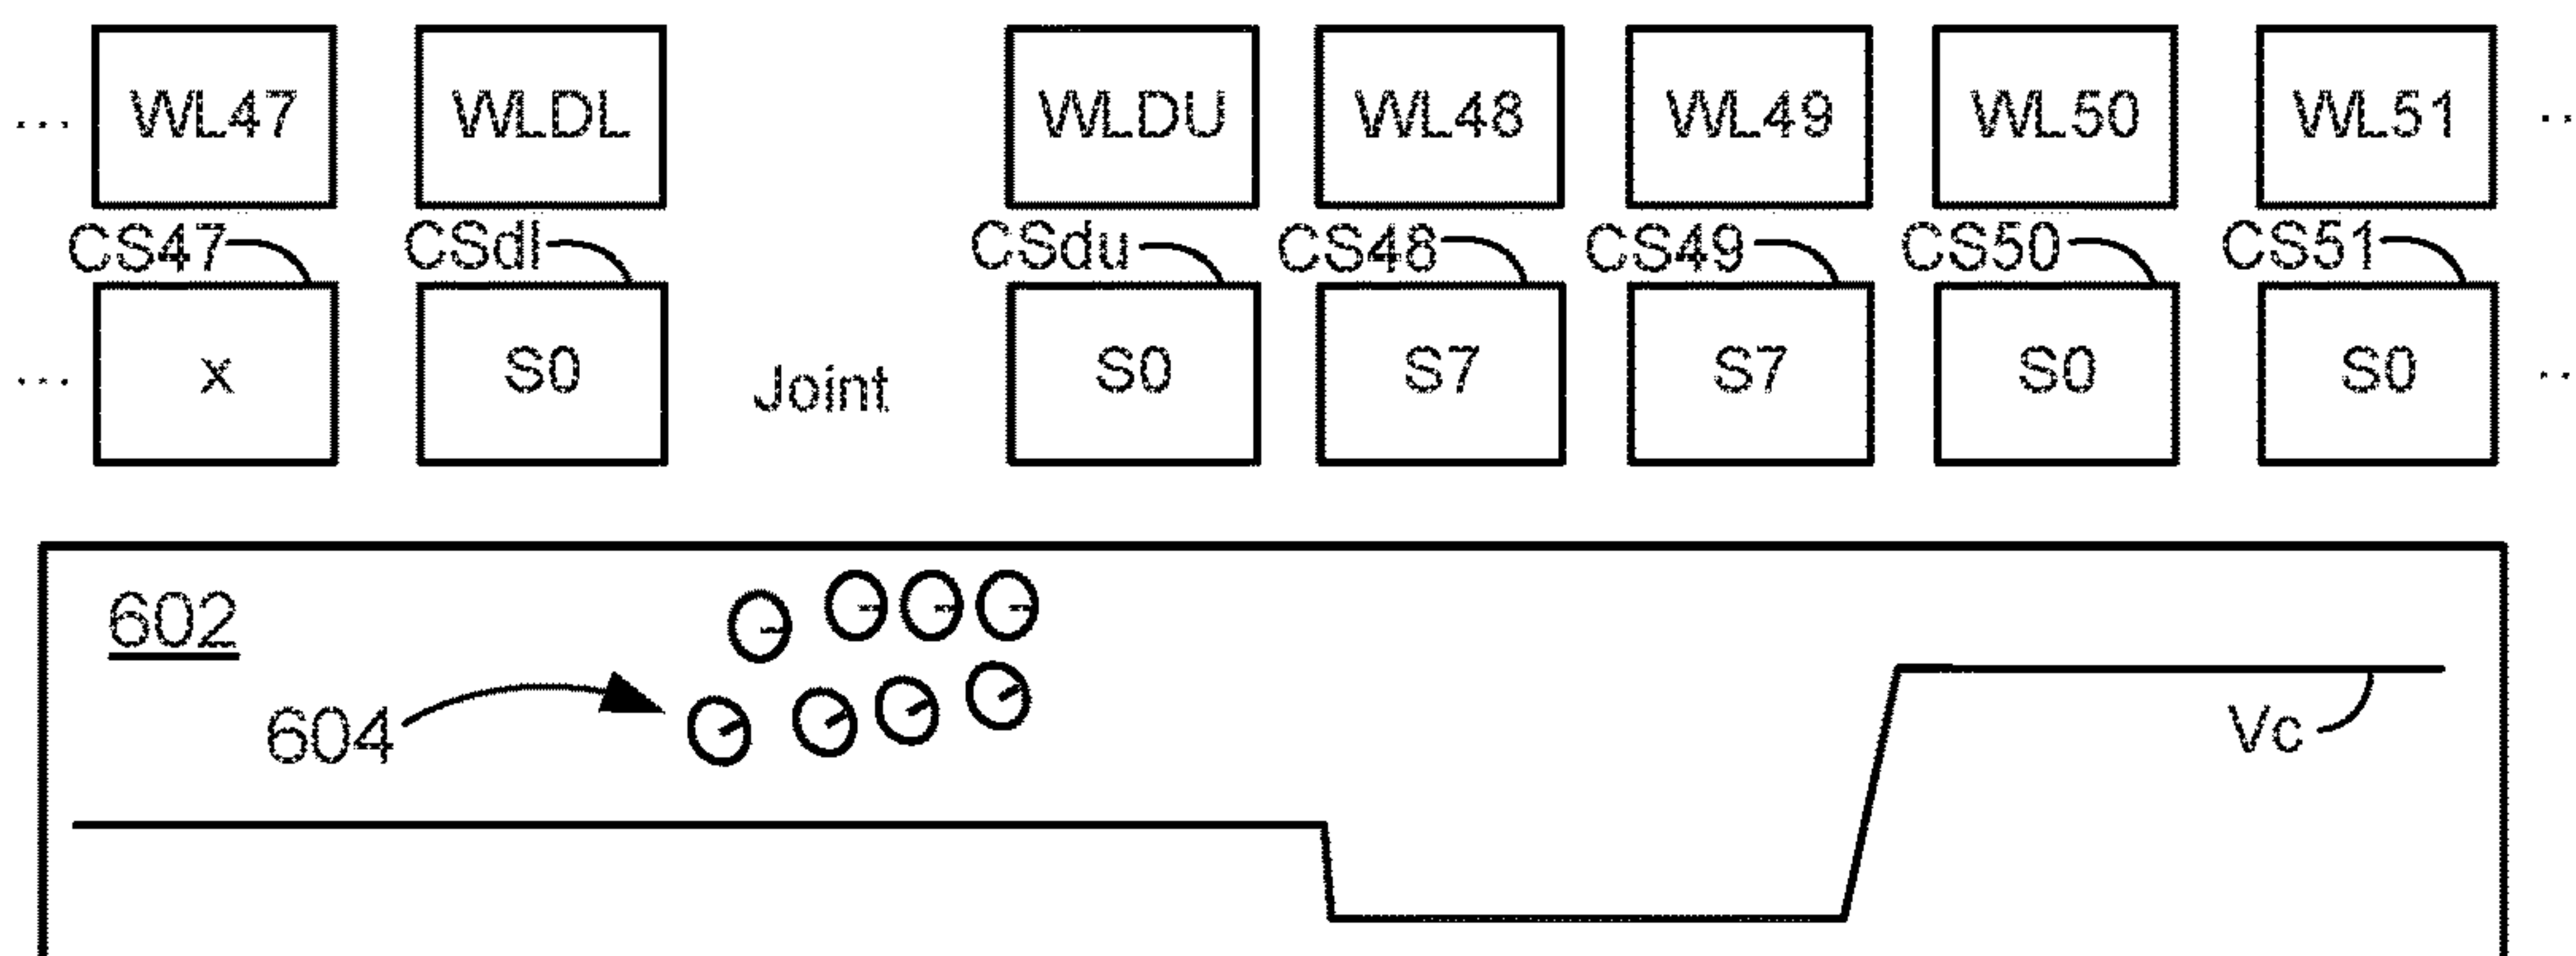 ... WL47 WLDL WLDU WL48 WL49 WL50 WL51 ..
CS47 CSdl CSdu CS48 CS49 CS50 CS51
... x S0 Joint S0 S7 S7 S0 S0 ..
602
604
Vc